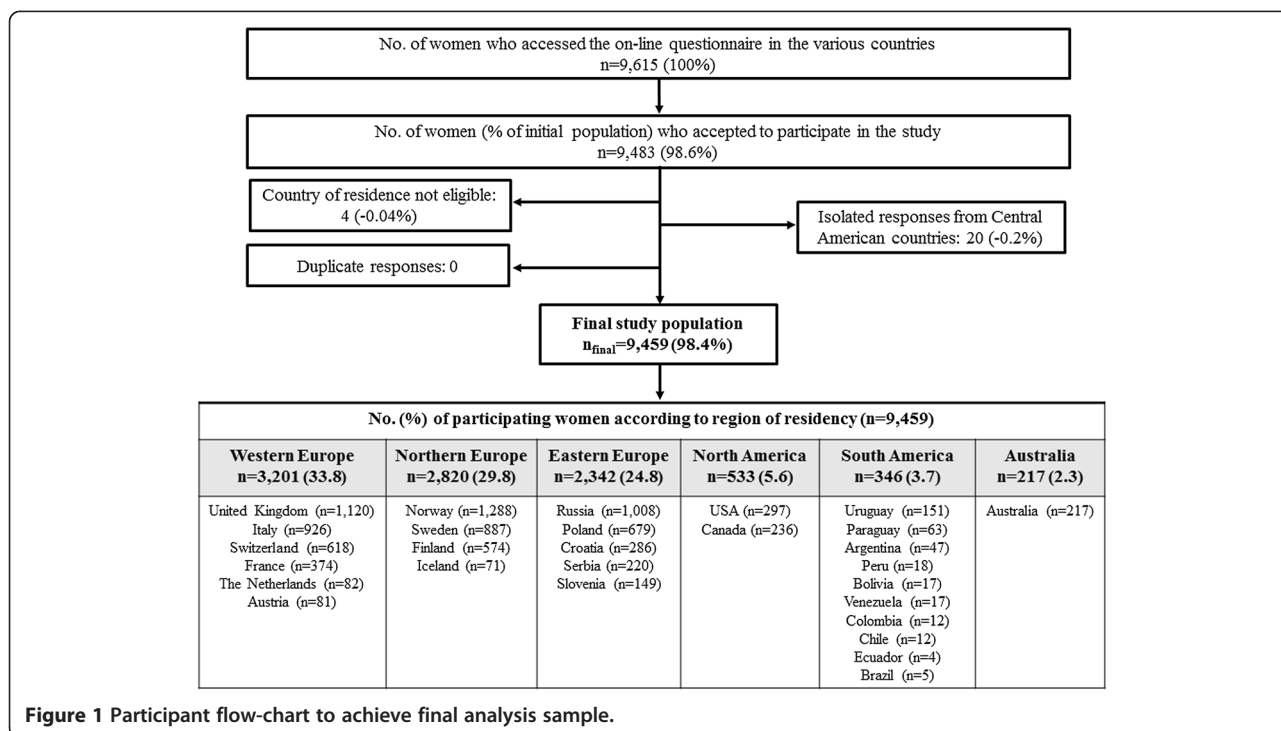 No. of women who accessed the on-line questionnaire in the various countries
n=9,615 (100%)
No. of women (% of initial population) who accepted to participate in the study
n=9,483 (98.6%)
Country of residence not eligible:
4 (-0.04%)
Isolated responses from Central
American countries: 20 (-0.2%)
Duplicate responses: 0
Final study population
nfinal=9,459 (98.4%)
No. (%) of participating women according to region of residency (n=9,459)
Western Europe
n=3,201 (33.8)
United Kingdom (n=1,120)
Italy (n=926)
Switzerland (n=618)
France (n=374)
The Netherlands (n=82)
Austria (n=81)
Northern Europe
n=2,820 (29.8)
Norway (n=1,288)
Sweden (n=887)
Finland (n=574)
Iceland (n=71)
Eastern Europe
n=2,342 (24.8)
Russia (n=1,008)
Poland (n=679)
Croatia (n=286)
Serbia (n=220)
Slovenia (n=149)
North America
n=533 (5.6)
USA (n=297)
Canada (n=236)
South America
n=346 (3.7)
Uruguay (n=151)
Paraguay (n=63)
Argentina (n=47)
Peru (n=18)
Bolivia (n=17)
Venezuela (n=17)
Colombia (n=12)
Chile (n=12)
Ecuador (n=4)
Brazil (n=5)
Australia
n=217 (2.3)
Australia (n=217)
Figure 1 Participant flow-chart to achieve final analysis sample.